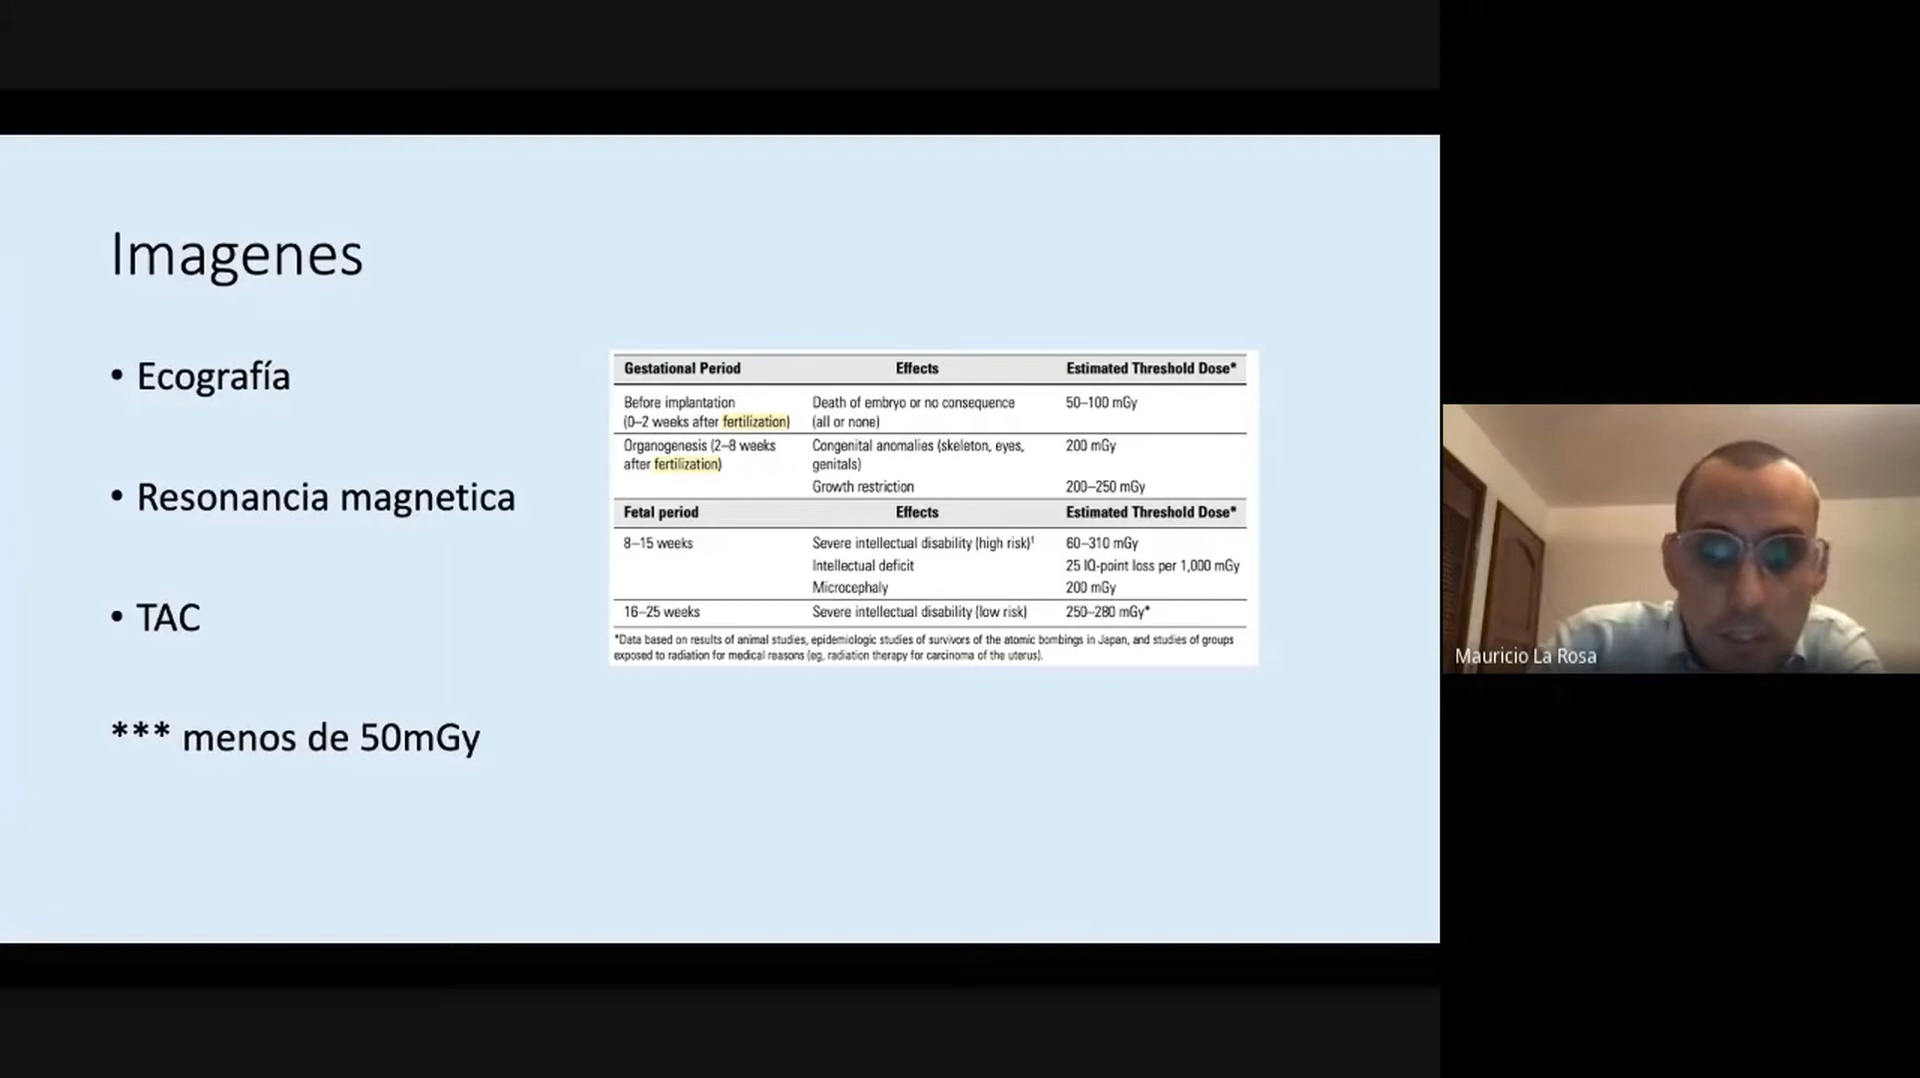 Imagenes
• Ecografía
• Resonancia magnetica
• TAC
*** menos de 50mGy
Gestational Period Effects Estimated Threshold Dose*
Before implantation Death of embryo or no consequence 50–100 mGy
(0–2 weeks after fertilization) (all or none)
Organogenesis (2–8 weeks Congenital anomalies (skeleton, eyes, 200 mGy
after fertilization) genitals)
Growth restriction 200–250 mGy
Fetal period Effects Estimated Threshold Dose*
8–15 weeks Severe intellectual disability (high risk)† 60–310 mGy
Intellectual deficit 25 IQ-point loss per 1,000 mGy
Microcephaly 200 mGy
16–25 weeks Severe intellectual disability (low risk) 250–280 mGy*
*Data based on results of animal studies, epidemiologic studies of survivors of the atomic bombings in Japan, and studies of groups
exposed to radiation for medical reasons (eg, radiation therapy for carcinoma of the uterus).
Mauricio La Rosa